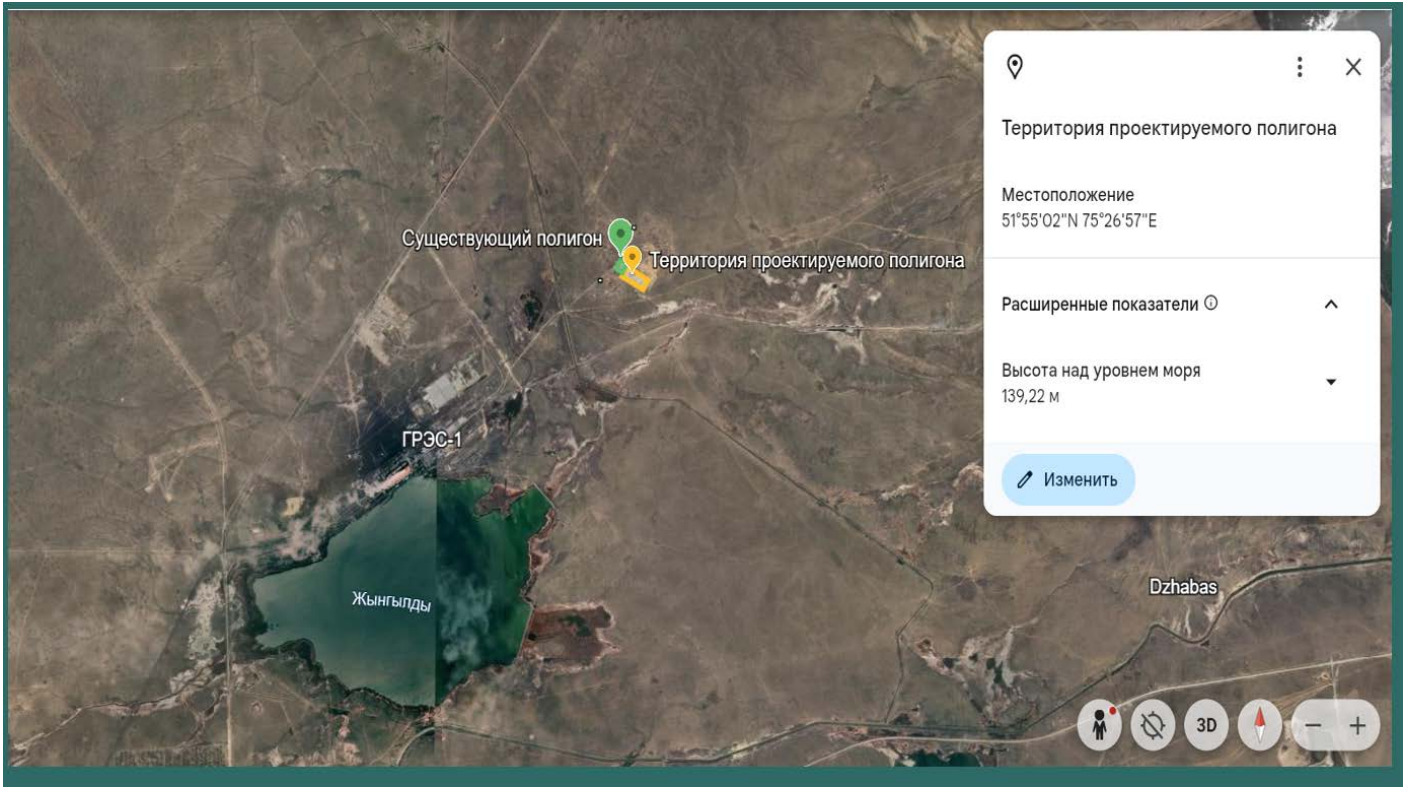 Территория проектируемого полигона
Местоположение
51°55'02"N 75°26'57"E
Расширенные показатели
Высота над уровнем моря
139,22 м
Изменить
Существующий полигон
Территория проектируемого полигона
ГРЭС-1
Жынгылды
Dzhabas
3D